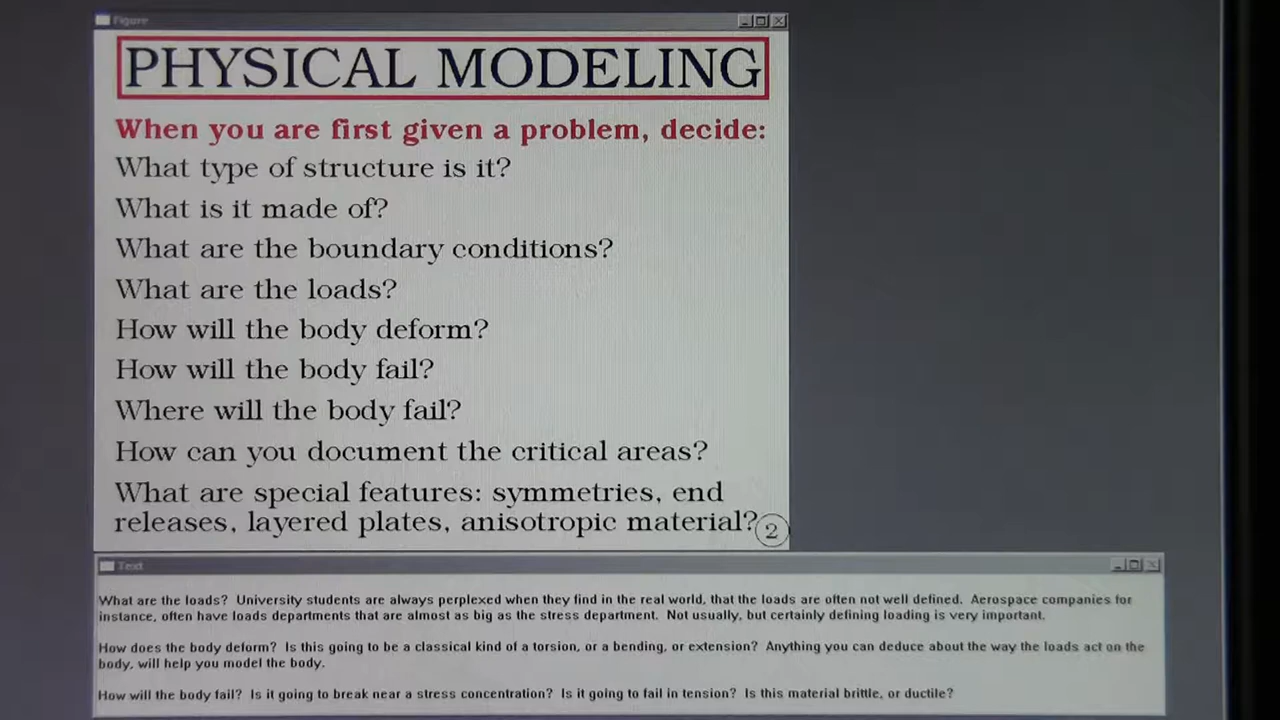 Figure
PHYSICAL MODELING
When you are first given a problem, decide:
What type of structure is it?
What is it made of?
What are the boundary conditions?
What are the loads?
How will the body deform?
How will the body fail?
Where will the body fail?
How can you document the critical areas?
What are special features: symmetries, end
releases, layered plates, anisotropic material?
2
Text
What are the loads? University students are always perplexed when they find in the real world, that the loads are often not well defined. Aerospace companies for
instance, often have loads departments that are almost as big as the stress department. Not usually, but certainly defining loading is very important.
How does the body deform? Is this going to be a classical kind of a torsion, or a bending, or extension? Anything you can deduce about the way the loads act on the
body, will help you model the body.
How will the body fail? Is it going to break near a stress concentration? Is it going to fail in tension? Is this material brittle, or ductile?